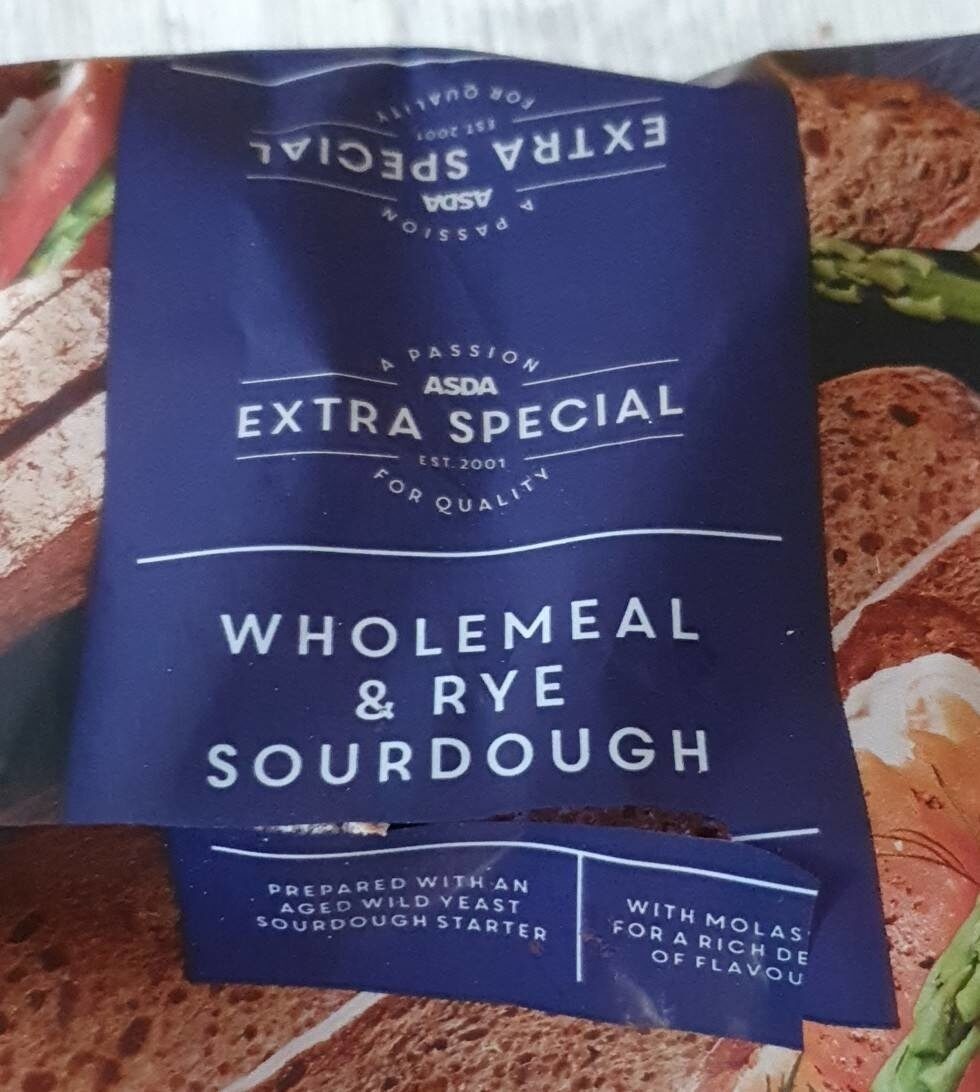 FOR QUALITY
EST 2001
EXTRA SPECIAL
ASDA
A PASSION
A PASSION
ASDA
EXTRA SPECIAL
EST. 2001
FOR QUALITY
WHOLEMEAL
& RYE
SOURDOUGH
PREPARED WITH AN
AGED WILD YEAST
SOURDOUGH STARTER
WITH MOLAS
FOR A RICH DE
OF FLAVOU